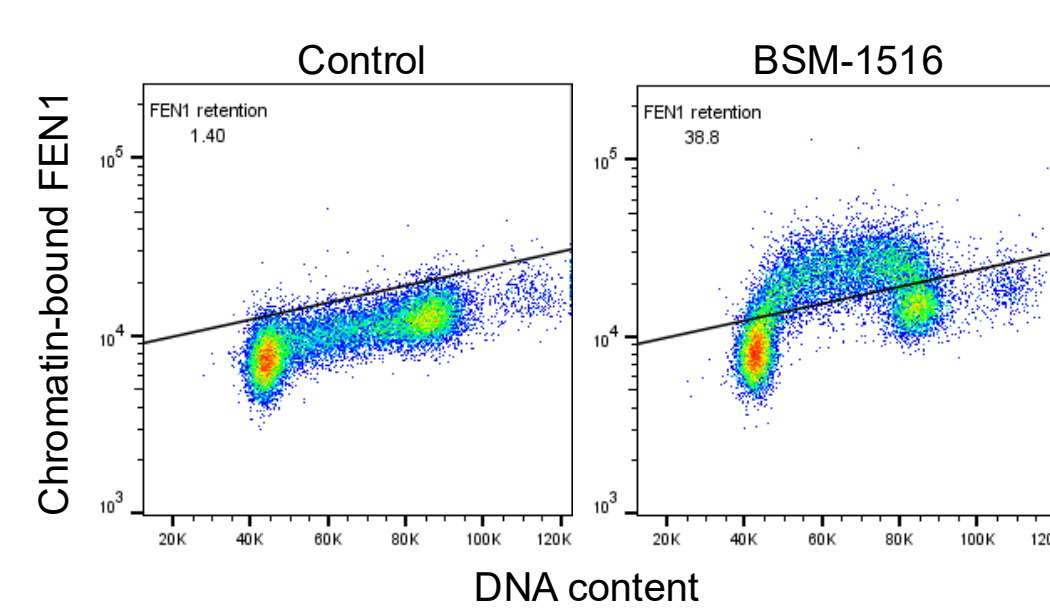 Control
BSM-1516
Chromatin-bound FEN1
FEN1 retention
1.40
10^5
10^4
10^3
20K 40K 60K 80K 100K 120K
FEN1 retention
38.8
10^5
10^4
10^3
20K 40K 60K 80K 100K 120
DNA content